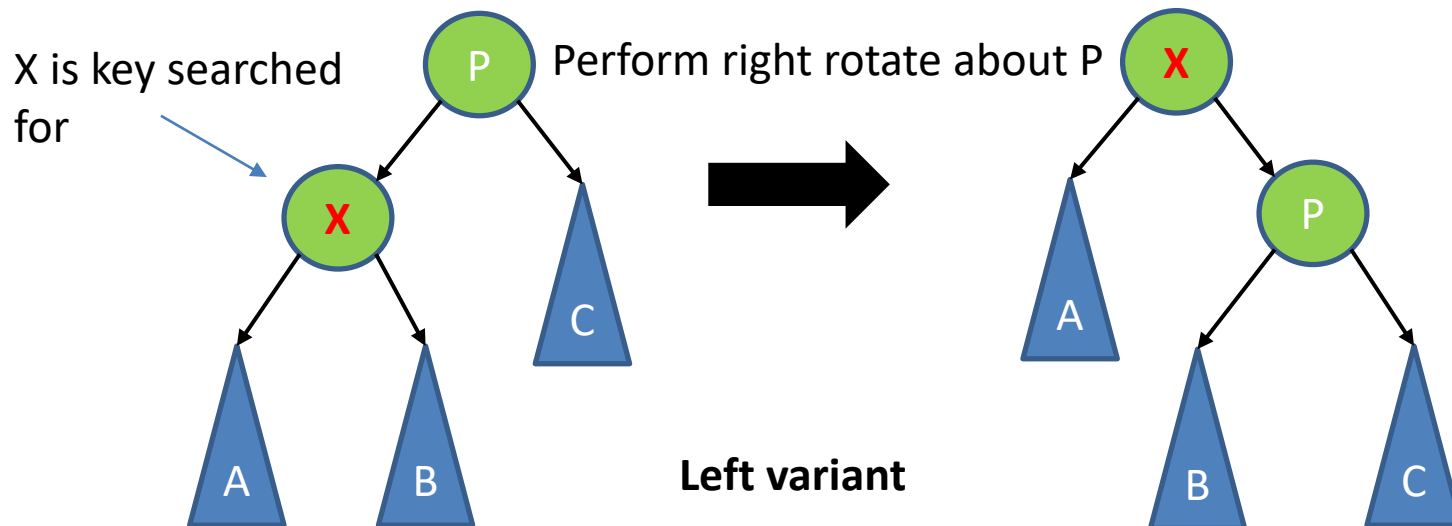 X is key searched
for
P
Perform right rotate about P
X
X
P
C
A
A
B
Left variant
B
C